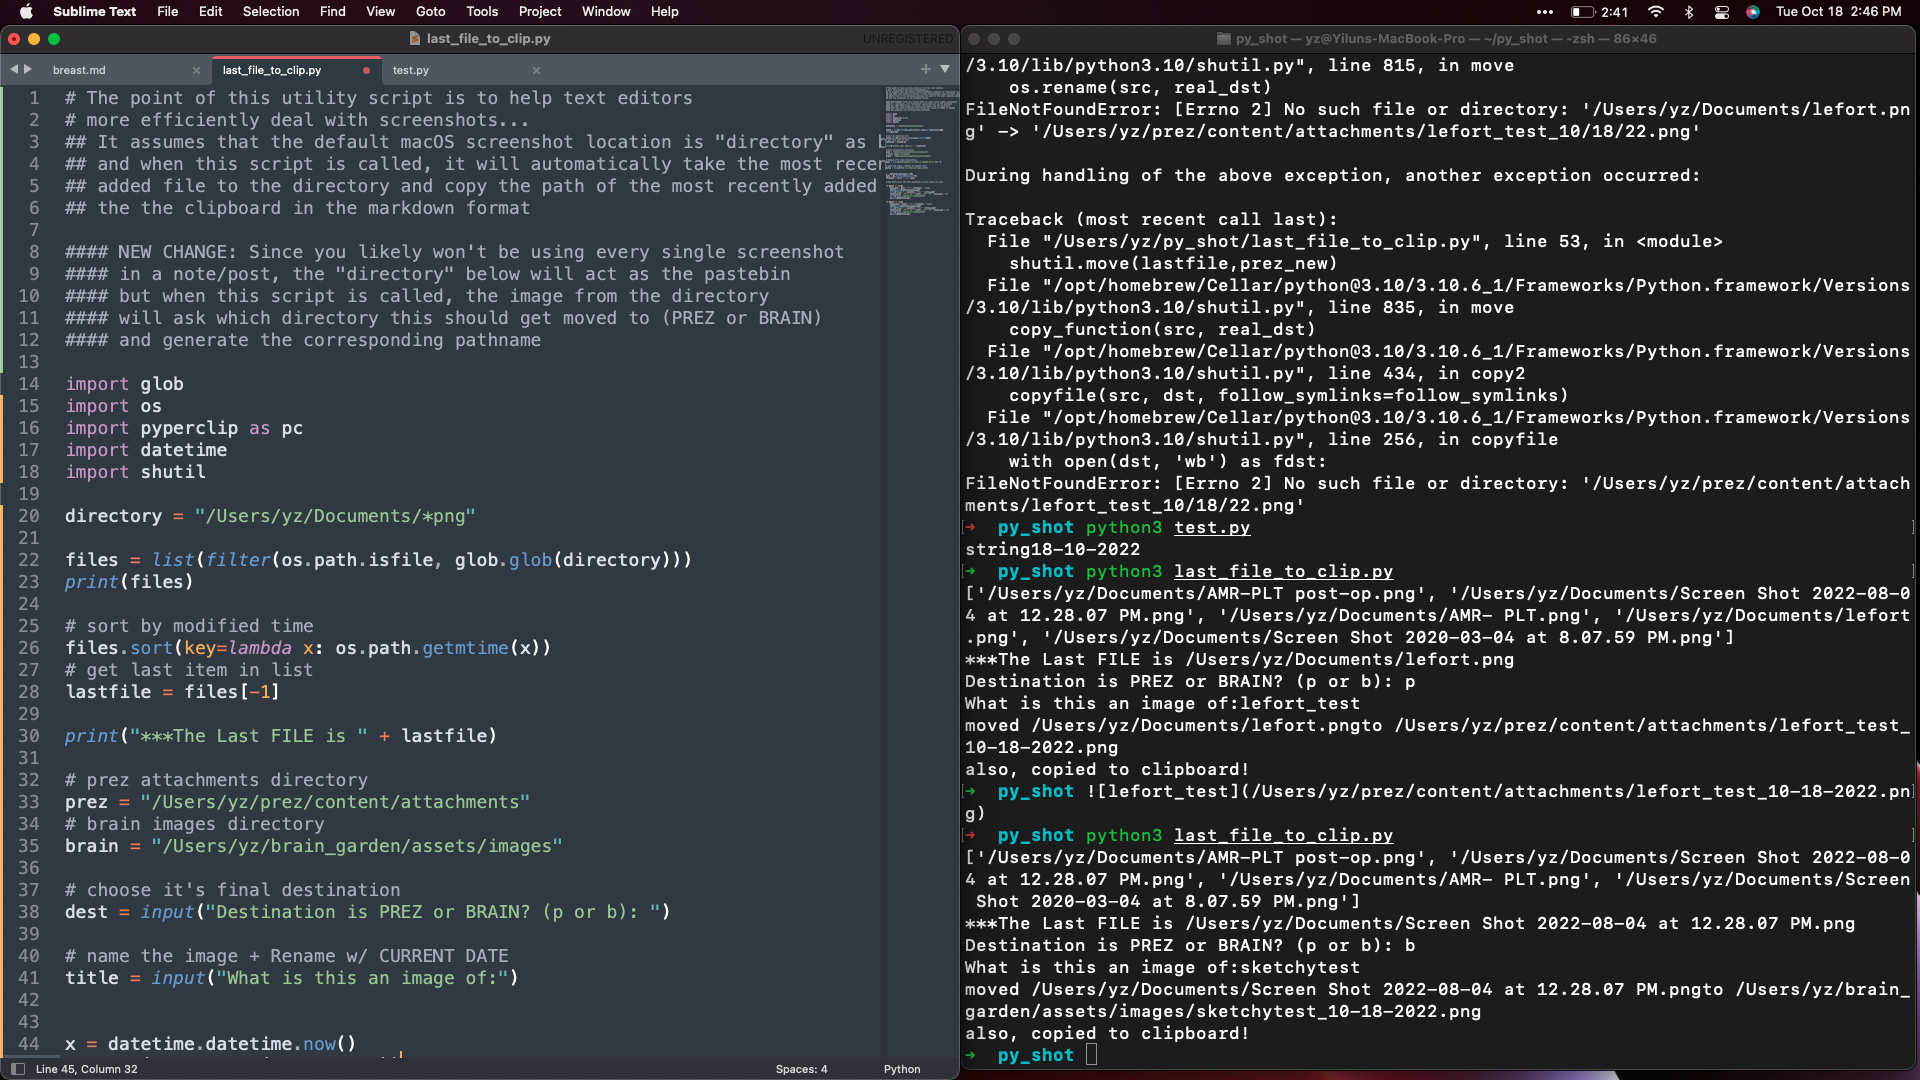 Sublime Text File Edit Selection Find View Goto Tools Project Window Help ••• 2:41 Tue Oct 18 2:46 PM
last_file_to_clip.py UNREGISTERED
breast.md × last_file_to_clip.py test.py ×
1 # The point of this utility script is to help text editors
2 # more efficiently deal with screenshots...
3 ## It assumes that the default macOS screenshot location is "directory" as b
4 ## and when this script is called, it will automatically take the most recen
5 ## added file to the directory and copy the path of the most recently added
6 ## the the clipboard in the markdown format
7
8 #### NEW CHANGE: Since you likely won't be using every single screenshot
9 #### in a note/post, the "directory" below will act as the pastebin
10 #### but when this script is called, the image from the directory
11 #### will ask which directory this should get moved to (PREZ or BRAIN)
12 #### and generate the corresponding pathname
13
14 import glob
15 import os
16 import pyperclip as pc
17 import datetime
18 import shutil
19
20 directory = "/Users/yz/Documents/*png"
21
22 files = list(filter(os.path.isfile, glob.glob(directory)))
23 print(files)
24
25 # sort by modified time
26 files.sort(key=lambda x: os.path.getmtime(x))
27 # get last item in list
28 lastfile = files[-1]
29
30 print("***The Last FILE is " + lastfile)
31
32 # prez attachments directory
33 prez = "/Users/yz/prez/content/attachments"
34 # brain images directory
35 brain = "/Users/yz/brain_garden/assets/images"
36
37 # choose it's final destination
38 dest = input("Destination is PREZ or BRAIN? (p or b): ")
39
40 # name the image + Rename w/ CURRENT DATE
41 title = input("What is this an image of:")
42
43
44 x = datetime.datetime.now()
Line 45, Column 32 Spaces: 4 Python
py_shot — yz@Yiluns-MacBook-Pro — ~/py_shot — -zsh — 86×46
/3.10/lib/python3.10/shutil.py", line 815, in move
os.rename(src, real_dst)
FileNotFoundError: [Errno 2] No such file or directory: '/Users/yz/Documents/lefort.pn
g' -> '/Users/yz/prez/content/attachments/lefort_test_10/18/22.png'

During handling of the above exception, another exception occurred:

Traceback (most recent call last):
File "/Users/yz/py_shot/last_file_to_clip.py", line 53, in <module>
shutil.move(lastfile,prez_new)
File "/opt/homebrew/Cellar/python@3.10/3.10.6_1/Frameworks/Python.framework/Versions
/3.10/lib/python3.10/shutil.py", line 835, in move
copy_function(src, real_dst)
File "/opt/homebrew/Cellar/python@3.10/3.10.6_1/Frameworks/Python.framework/Versions
/3.10/lib/python3.10/shutil.py", line 434, in copy2
copyfile(src, dst, follow_symlinks=follow_symlinks)
File "/opt/homebrew/Cellar/python@3.10/3.10.6_1/Frameworks/Python.framework/Versions
/3.10/lib/python3.10/shutil.py", line 256, in copyfile
with open(dst, 'wb') as fdst:
FileNotFoundError: [Errno 2] No such file or directory: '/Users/yz/prez/content/attach
ments/lefort_test_10/18/22.png'
[➜ py_shot python3 test.py ]
string18-10-2022
[➜ py_shot python3 last_file_to_clip.py ]
['/Users/yz/Documents/AMR-PLT post-op.png', '/Users/yz/Documents/Screen Shot 2022-08-0
4 at 12.28.07 PM.png', '/Users/yz/Documents/AMR- PLT.png', '/Users/yz/Documents/lefort
.png', '/Users/yz/Documents/Screen Shot 2020-03-04 at 8.07.59 PM.png']
***The Last FILE is /Users/yz/Documents/lefort.png
Destination is PREZ or BRAIN? (p or b): p
What is this an image of:lefort_test
moved /Users/yz/Documents/lefort.pngto /Users/yz/prez/content/attachments/lefort_test_
10-18-2022.png
also, copied to clipboard!
[➜ py_shot ![lefort_test](/Users/yz/prez/content/attachments/lefort_test_10-18-2022.pn]
g)
[➜ py_shot python3 last_file_to_clip.py ]
['/Users/yz/Documents/AMR-PLT post-op.png', '/Users/yz/Documents/Screen Shot 2022-08-0
4 at 12.28.07 PM.png', '/Users/yz/Documents/AMR- PLT.png', '/Users/yz/Documents/Screen
Shot 2020-03-04 at 8.07.59 PM.png']
***The Last FILE is /Users/yz/Documents/Screen Shot 2022-08-04 at 12.28.07 PM.png
Destination is PREZ or BRAIN? (p or b): b
What is this an image of:sketchytest
moved /Users/yz/Documents/Screen Shot 2022-08-04 at 12.28.07 PM.pngto /Users/yz/brain_
garden/assets/images/sketchytest_10-18-2022.png
also, copied to clipboard!
➜ py_shot